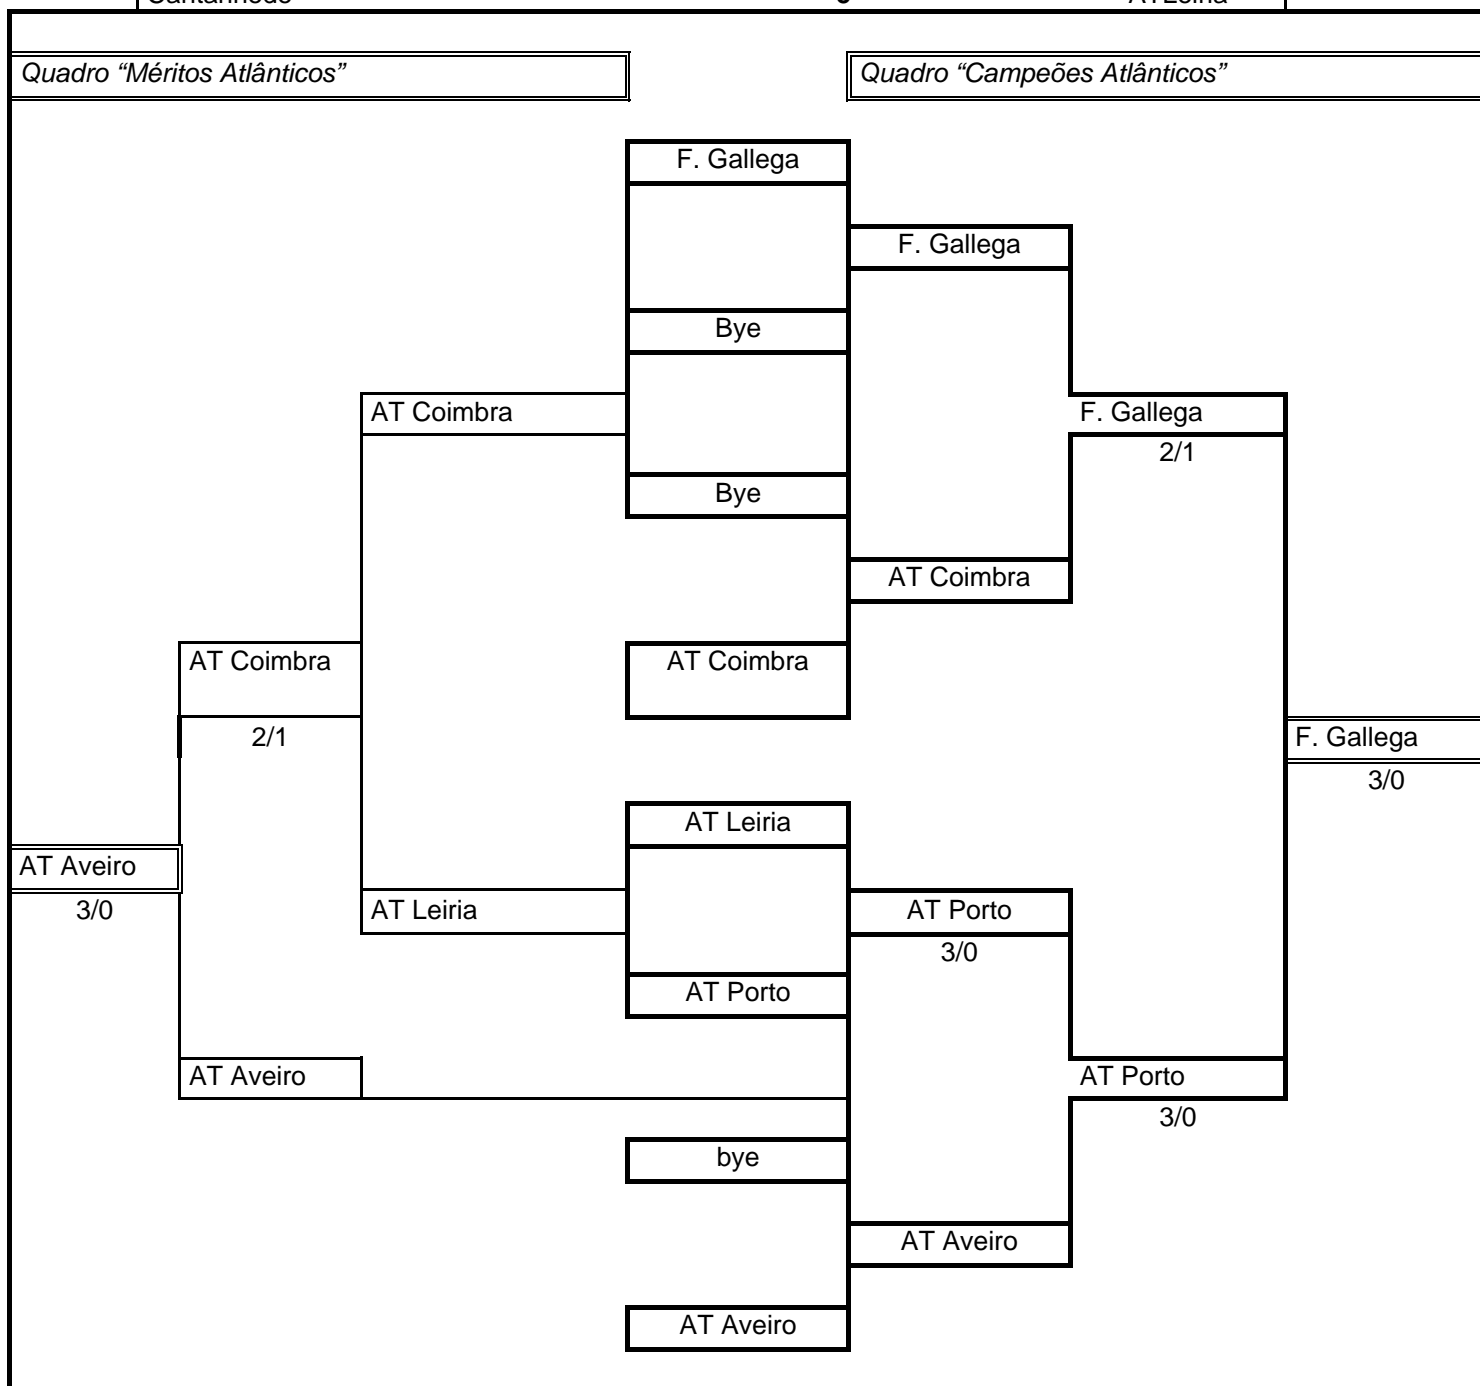 Quadro “Méritos Atlânticos”
Quadro “Campeões Atlânticos”
F. Gallega
F. Gallega
Bye
AT Coimbra
F. Gallega
2/1
Bye
AT Coimbra
AT Coimbra
AT Coimbra
2/1
F. Gallega
3/0
AT Leiria
AT Aveiro
3/0
AT Leiria
AT Porto
3/0
AT Porto
AT Aveiro
AT Porto
3/0
bye
AT Aveiro
AT Aveiro